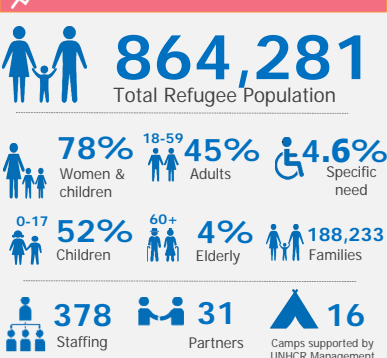 864,281
Total Refugee Population
78%
Women &
children
18-59
45%
Adults
4.6%
Specific
need
0-17
52%
Children
60+
4%
Elderly
188,233
Families
378
Staffing
31
Partners
16
Camps supported by
UNHCR Management